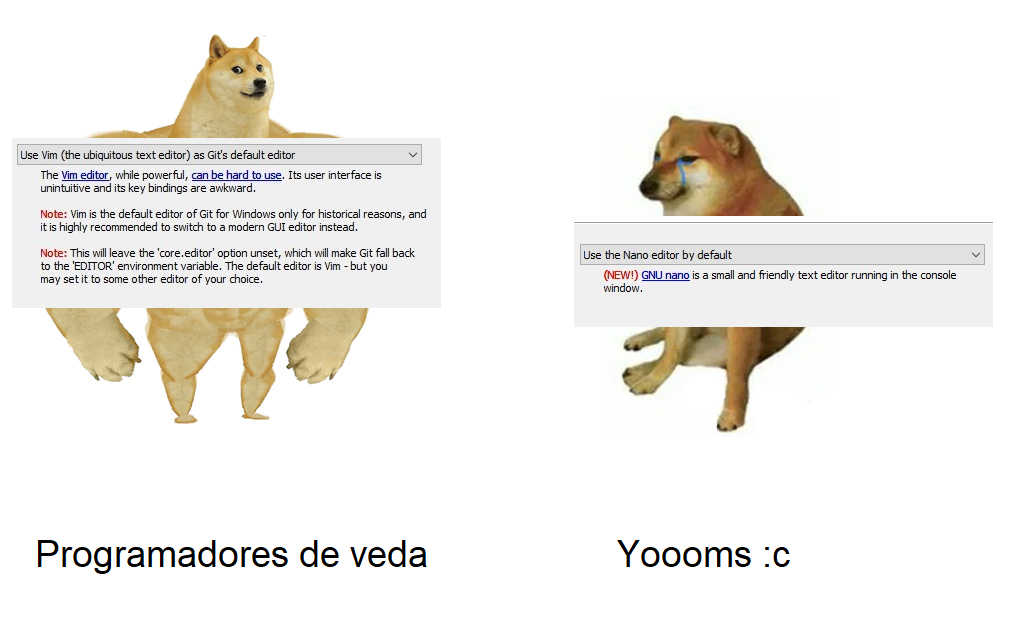 Use Vim (the ubiquitous text editor) as Git's default editor
The Vim editor, while powerful, can be hard to use. Its user interface is
unintuitive and its key bindings are awkward.
Note: Vim is the default editor of Git for Windows only for historical reasons, and
it is highly recommended to switch to a modern GUI editor instead.
Note: This will leave the 'core.editor' option unset, which will make Git fall back
to the 'EDITOR' environment variable. The default editor is Vim - but you
may set it to some other editor of your choice.
Use the Nano editor by default
(NEW!) GNU nano is a small and friendly text editor running in the console
window.
Programadores de veda
Yoooms :c